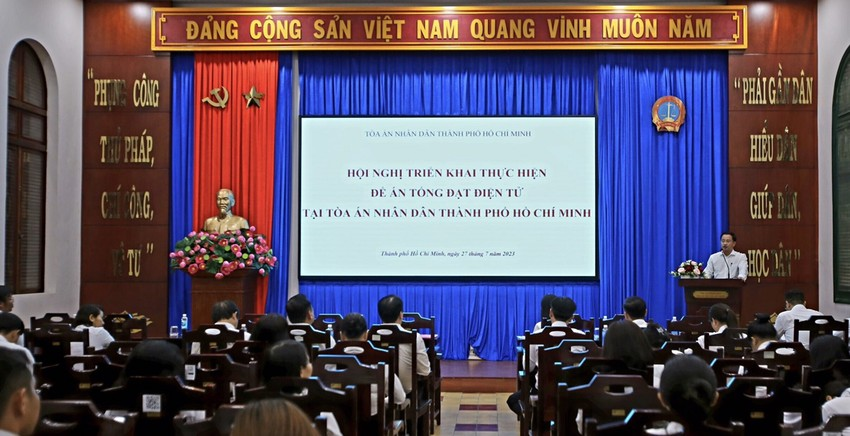 ĐẢNG CỘNG SẢN VIỆT NAM QUANG VINH MUÔN NĂM
"PHỤNG CÔNG
THỦ PHÁP,
CHÍ CÔNG,
VÔ TƯ"
TÒA ÁN NHÂN DÂN THÀNH PHỐ HỒ CHÍ MINH
HỘI NGHỊ TRIỂN KHAI THỰC HIỆN
ĐỀ ÁN TỐNG ĐẠT ĐIỆN TỬ
TẠI TÒA ÁN NHÂN DÂN THÀNH PHỐ HỒ CHÍ MINH
Thành phố Hồ Chí Minh, ngày 27 tháng 7 năm 2023
"PHẢI GẦN DÂN
HIỂU DÂN
GIÚP DÂN,
HỌC DÂN"